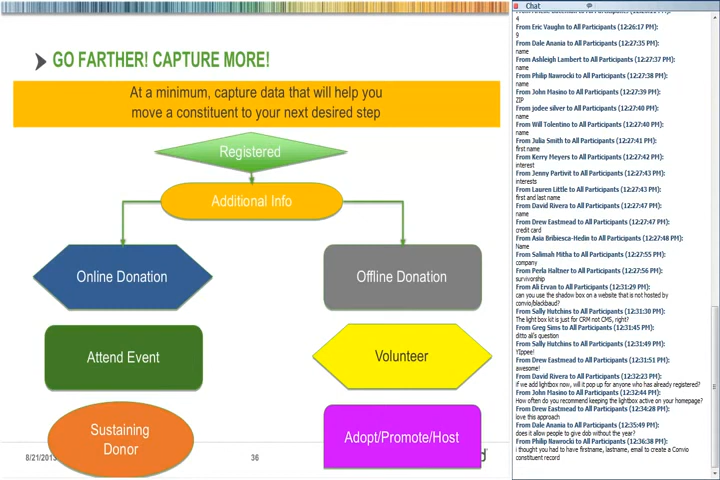 GO FARTHER! CAPTURE MORE!
At a minimum, capture data that will help you
move a constituent to your next desired step
Registered
Additional Info
Online Donation
Offline Donation
Attend Event
Volunteer
Sustaining
Donor
Adopt/Promote/Host
36
Chat
4
From Eric Vaughn to All Participants (12:26:17 PM):
9
From Dale Anania to All Participants (12:27:35 PM):
name
From Ashleigh Lambert to All Participants (12:27:37 PM):
name
From Philip Nawrocki to All Participants (12:27:38 PM):
name
From John Masino to All Participants (12:27:39 PM):
ZIP
From jodee silver to All Participants (12:27:40 PM):
name
From Will Tolentino to All Participants (12:27:40 PM):
name
From Julia Smith to All Participants (12:27:41 PM):
first name
From Kerry Meyers to All Participants (12:27:42 PM):
interest
From Jenny Partivit to All Participants (12:27:43 PM):
interests
From Lauren Little to All Participants (12:27:43 PM):
first and last name
From David Rivera to All Participants (12:27:47 PM):
name
From Drew Eastmead to All Participants (12:27:47 PM):
credit card
From Asia Bribiesca-Hedin to All Participants (12:27:48 PM):
Name
From Salimah Mitha to All Participants (12:27:55 PM):
company
From Perla Haltner to All Participants (12:27:56 PM):
survivorship
From Ali Ervan to All Participants (12:31:29 PM):
can you use the shadow box on a website that is not hosted by
convio/blackbaud?
From Sally Hutchins to All Participants (12:31:30 PM):
The light box kit is just for CRM not CMS, right?
From Greg Sims to All Participants (12:31:45 PM):
ditto ali's question
From Sally Hutchins to All Participants (12:31:49 PM):
YIppee!
From Drew Eastmead to All Participants (12:31:51 PM):
awesome!
From David Rivera to All Participants (12:32:23 PM):
if we add lightbox now, will it pop up for anyone who has already registered?
From John Masino to All Participants (12:32:44 PM):
How often do you recommend keeping the lightbox active on your homepage?
From Drew Eastmead to All Participants (12:34:28 PM):
love this approach
From Dale Anania to All Participants (12:35:49 PM):
does it allow people to give dob without the year?
From Philip Nawrocki to All Participants (12:36:38 PM):
i thought you had to have firstname, lastname, email to create a Convio
constituent record